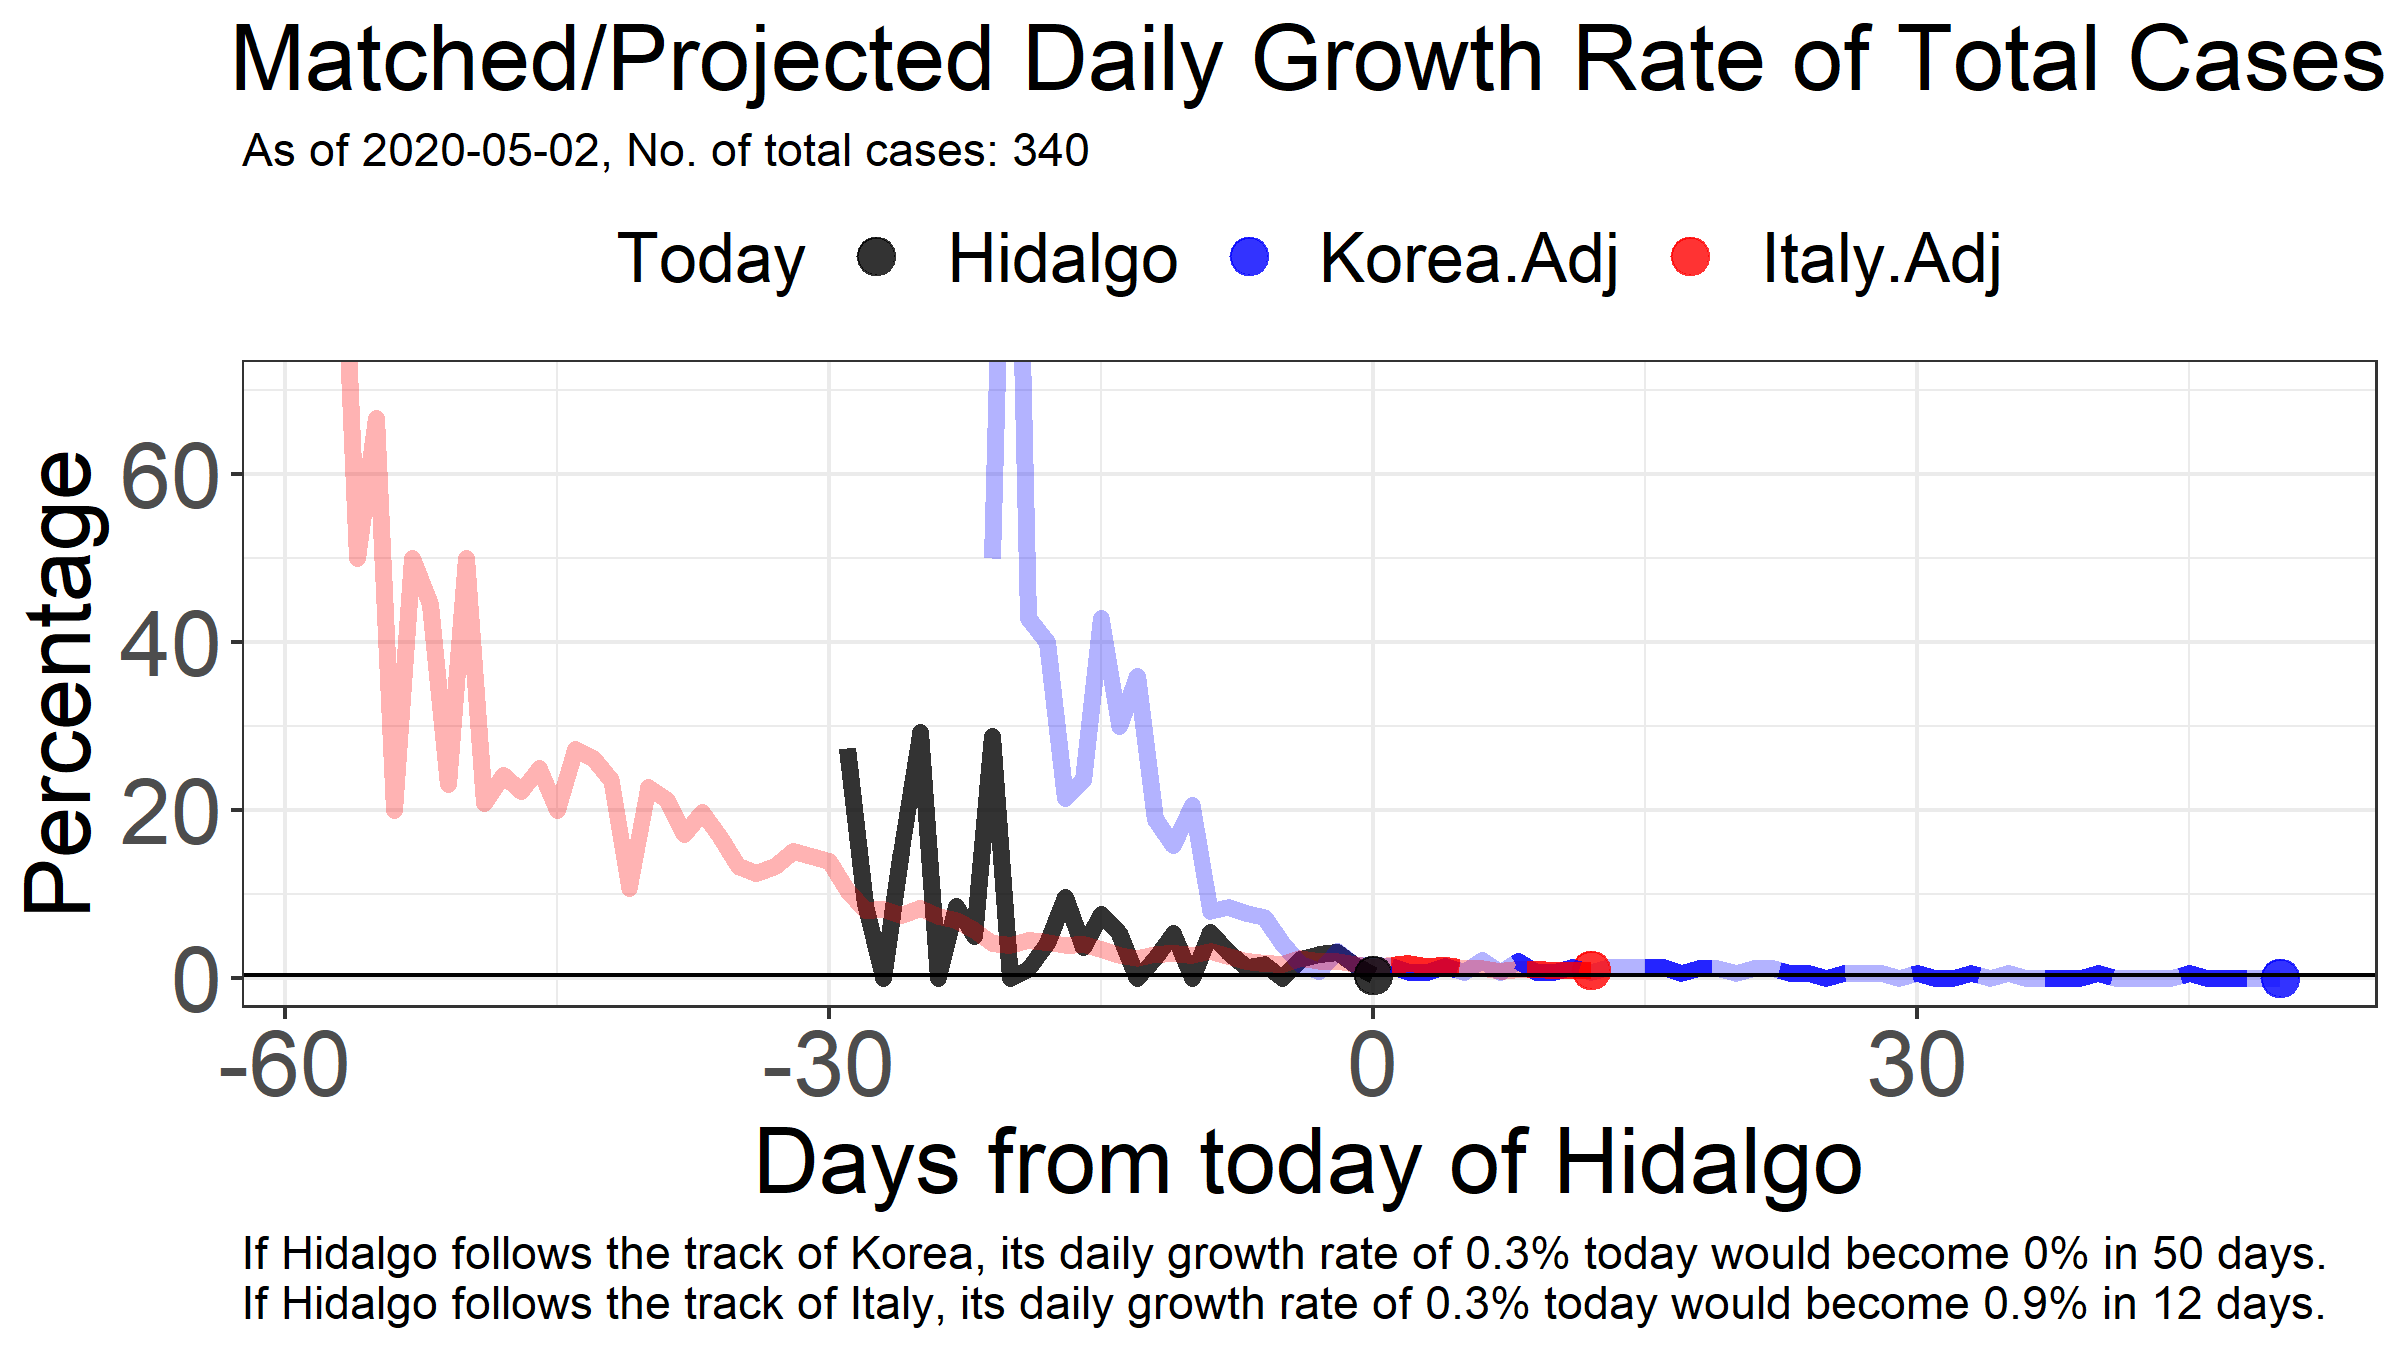 Matched/Projected Daily Growth Rate of Total Cases
As of 2020-05-02, No. of total cases: 340
Today Hidalgo Korea.Adj Italy.Adj
Percentage
60
40
20
0
-60 -30 0 30
Days from today of Hidalgo
If Hidalgo follows the track of Korea, its daily growth rate of 0.3% today would become 0% in 50 days.
If Hidalgo follows the track of Italy, its daily growth rate of 0.3% today would become 0.9% in 12 days.